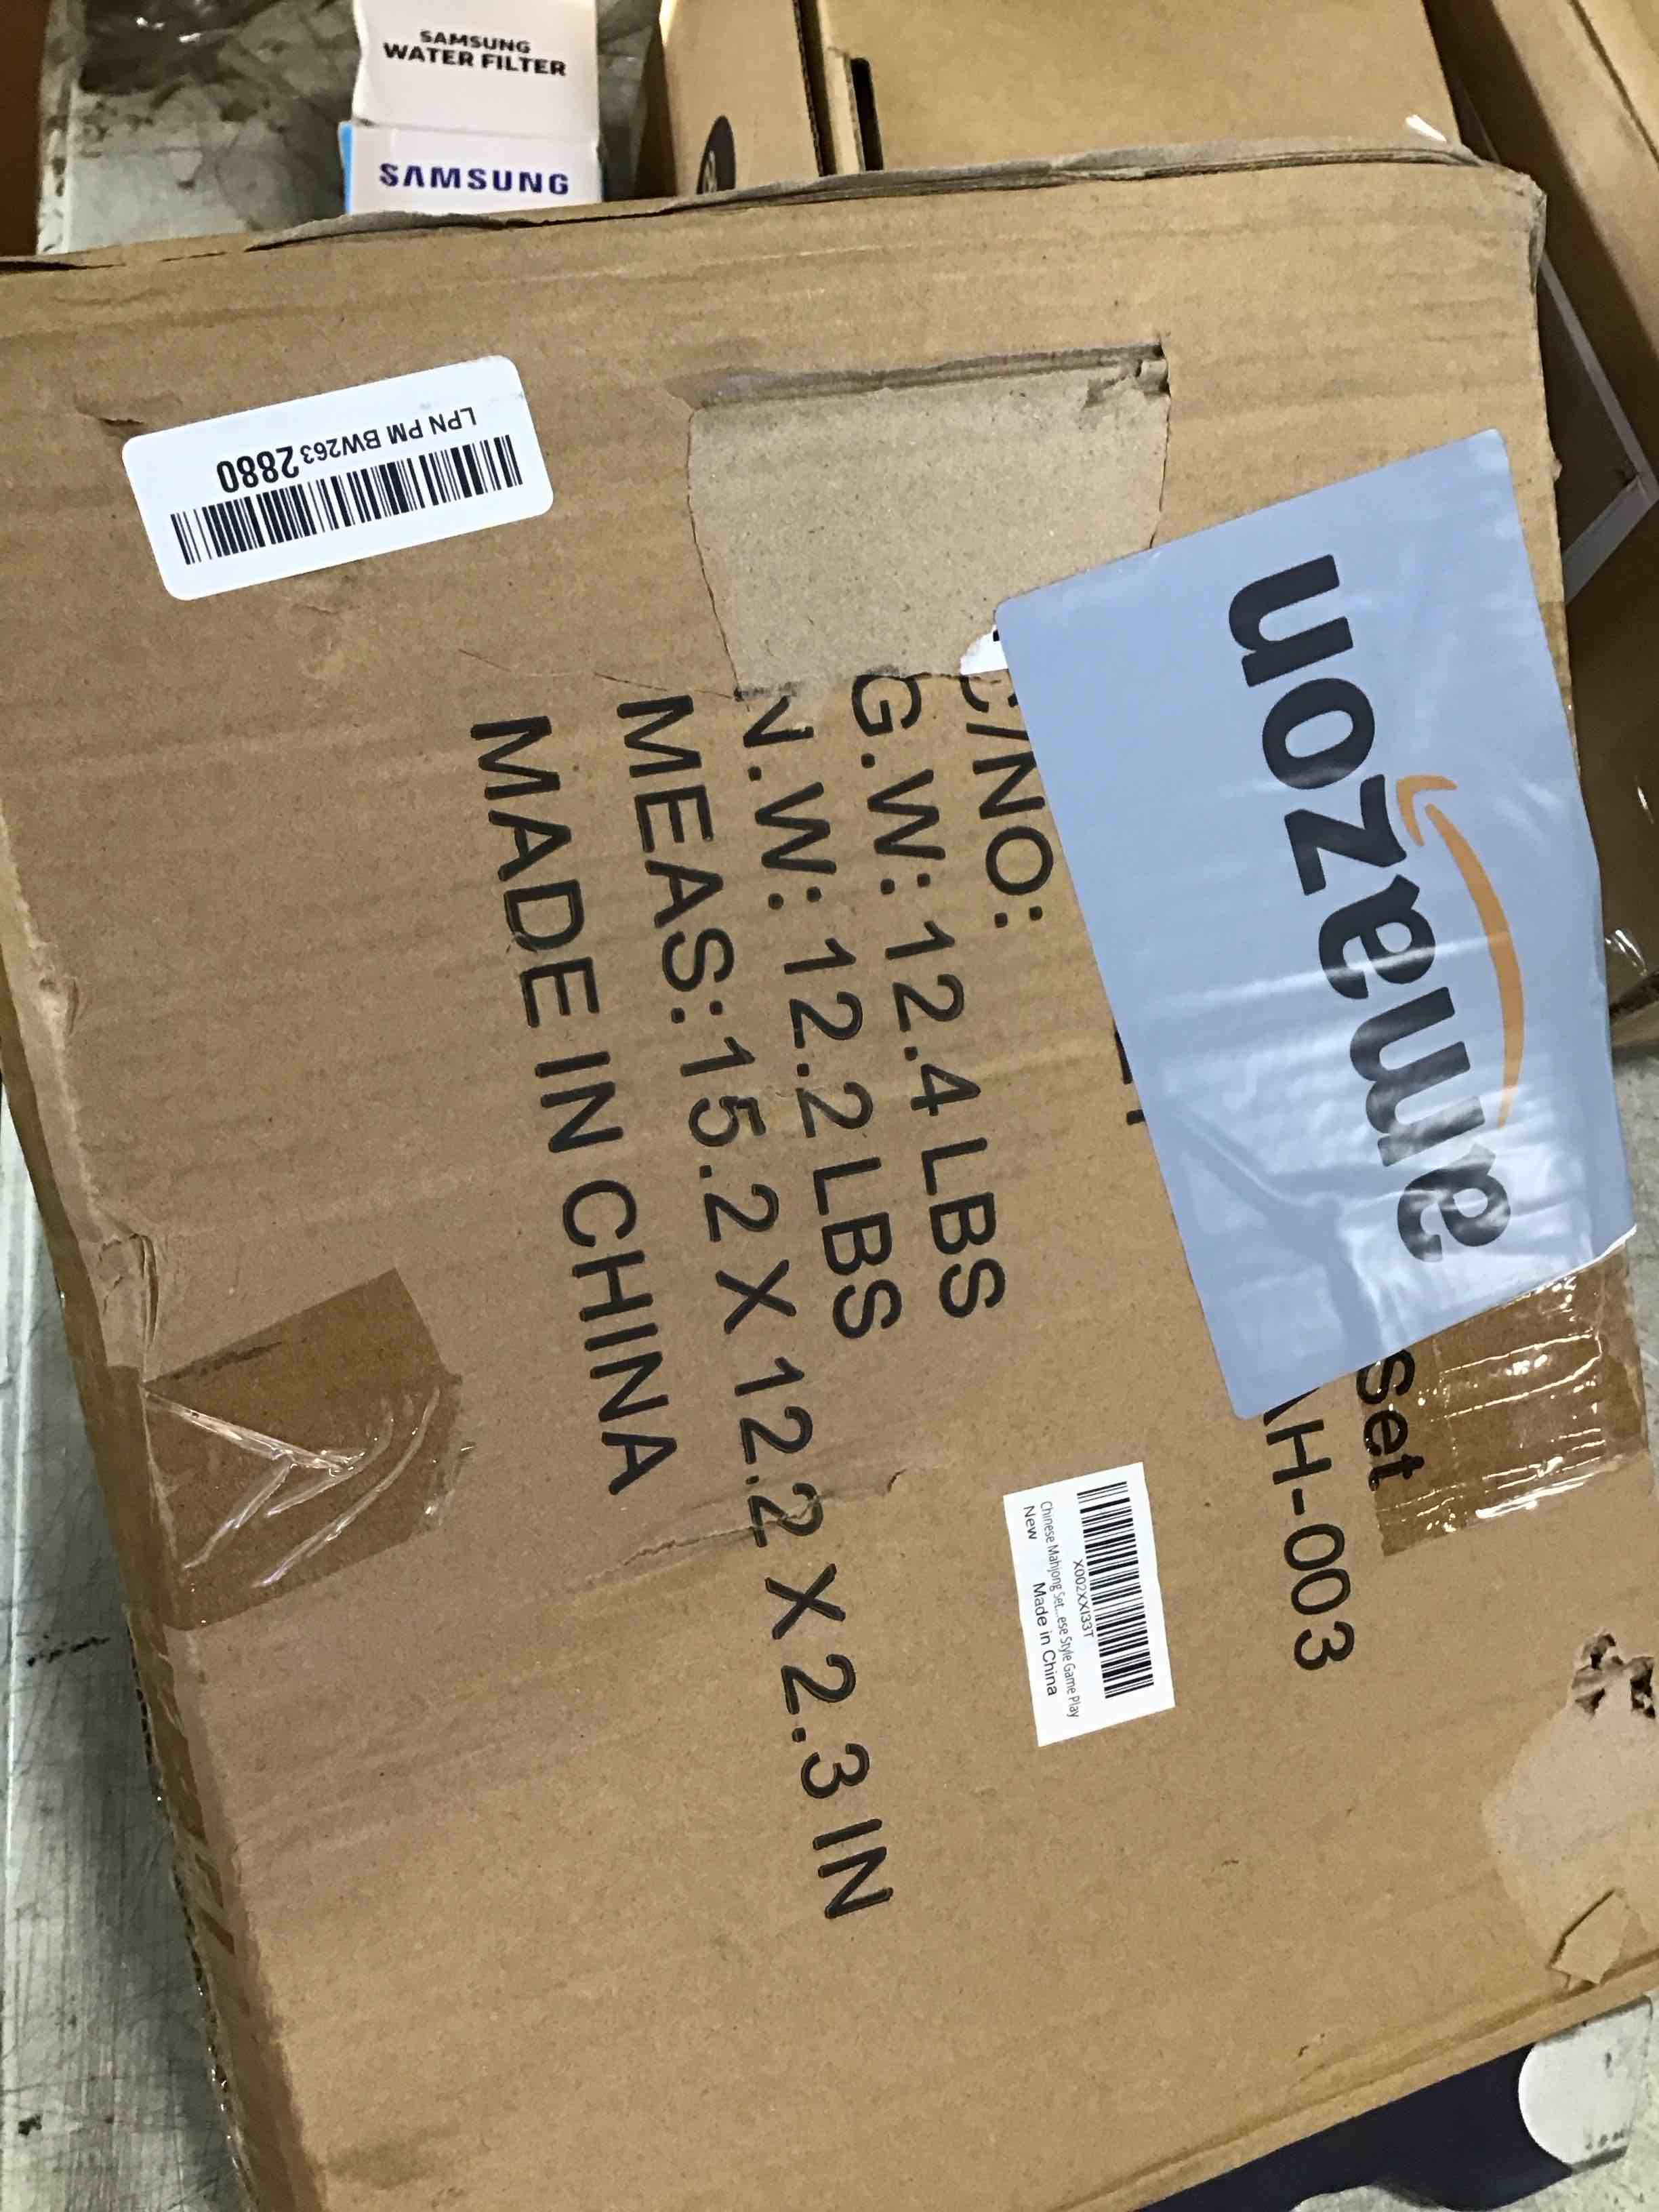 SAMSUNG
WATER FILTER
SAMSUNG
LPN PM BW263 2880
amazon
Set
AH-003
C/NO:
G.W: 12.4 LBS
N.W: 12.2 LBS
MEAS: 15.2 X 12.2 X 2.3 IN
MADE IN CHINA
X002XXI33T
Chinese Mahjong Set...ese Style Game Play
New
Made in China